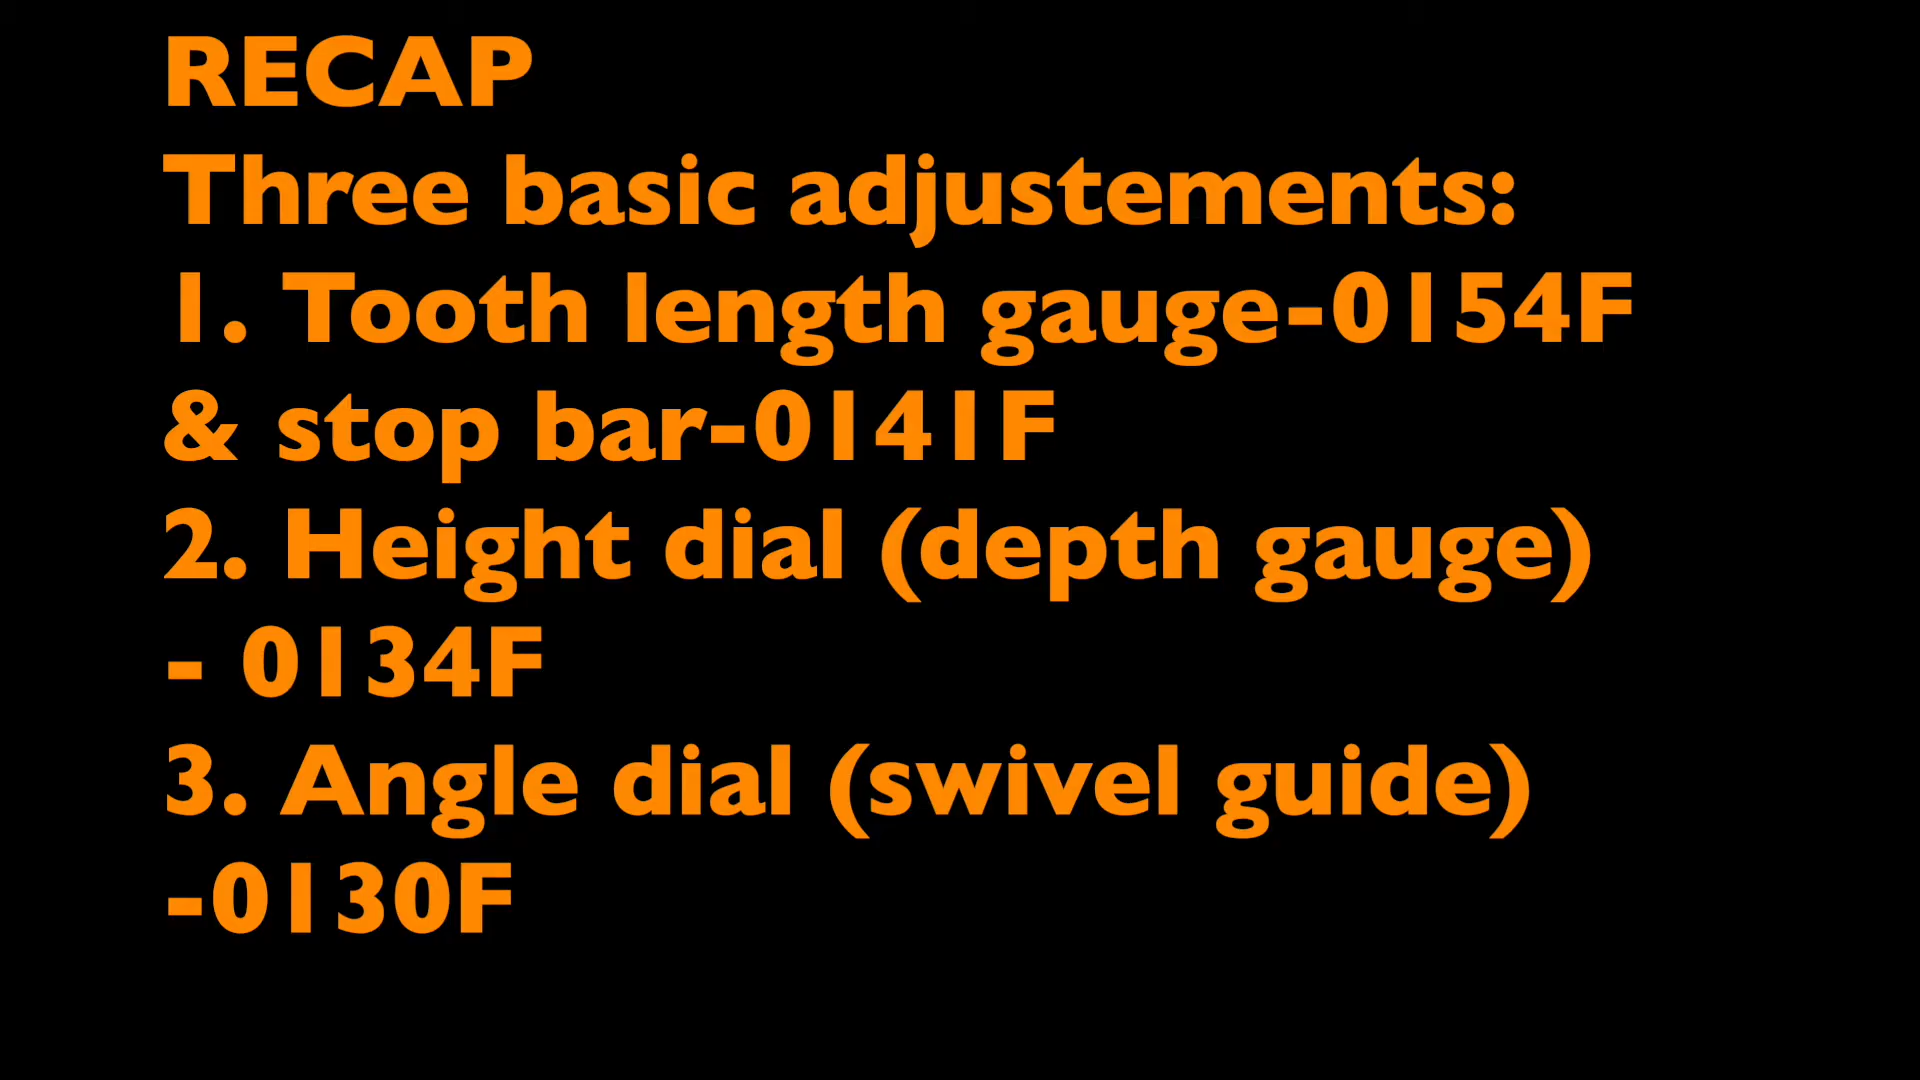 RECAP
Three basic adjustements:
1. Tooth length gauge-0154F
& stop bar-0141F
2. Height dial (depth gauge)
- 0134F
3. Angle dial (swivel guide)
-0130F